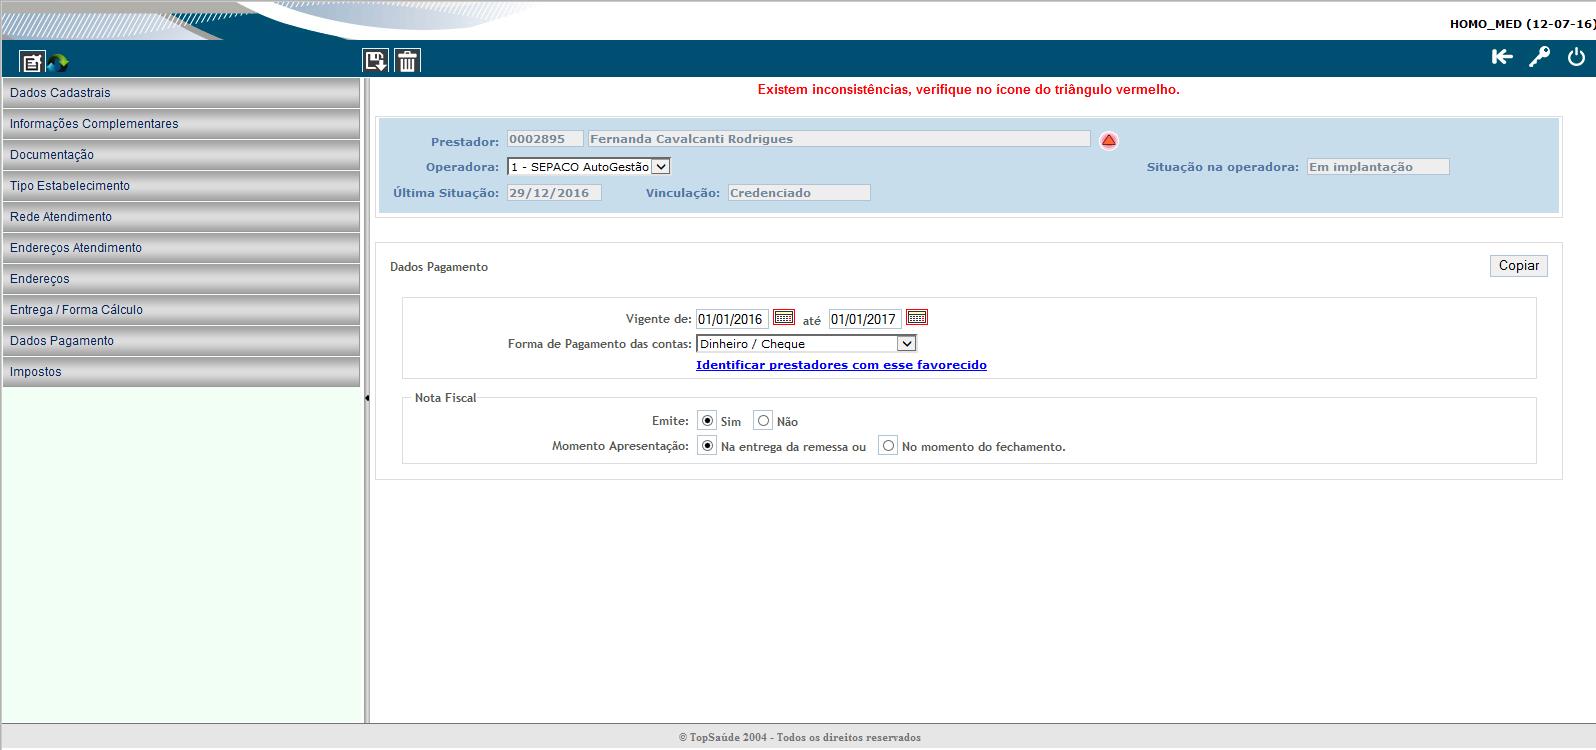 HOMO_MED (12-07-16)
Dados Cadastrais
Informações Complementares
Documentação
Tipo Estabelecimento
Rede Atendimento
Endereços Atendimento
Endereços
Entrega / Forma Cálculo
Dados Pagamento
Impostos
Existem inconsistências, verifique no ícone do triângulo vermelho.
Prestador: 0002895 Fernanda Cavalcanti Rodrigues
Operadora: 1 - SEPACO AutoGestão Situação na operadora: Em implantação
Última Situação: 29/12/2016 Vinculação: Credenciado
Dados Pagamento Copiar
Vigente de: 01/01/2016 até 01/01/2017
Forma de Pagamento das contas: Dinheiro / Cheque
Identificar prestadores com esse favorecido
Nota Fiscal
Emite: Sim Não
Momento Apresentação: Na entrega da remessa ou No momento do fechamento.
© TopSaúde 2004 - Todos os direitos reservados